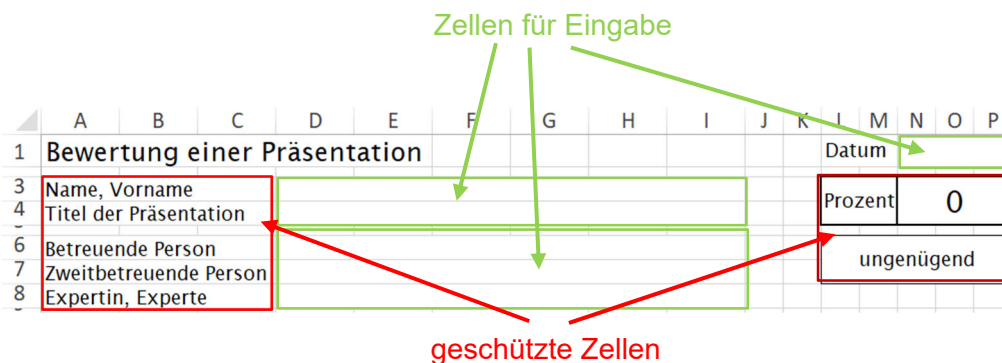 Zellen für Eingabe
A B C D E F G H I J K L M N O P
1 Bewertung einer Präsentation Datum
3 Name, Vorname
4 Titel der Präsentation Prozent 0
6 Betreuende Person
7 Zweitbetreuende Person ungenügend
8 Expertin, Experte
geschützte Zellen